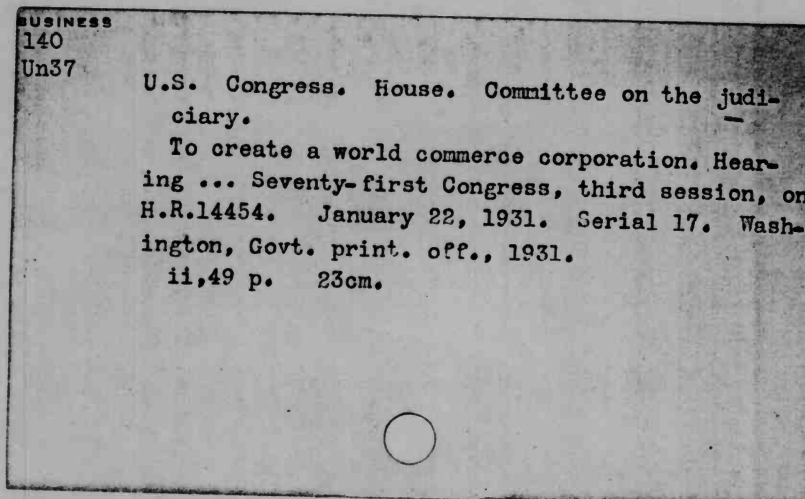 BUSINESS
140
Un37
U.S. Congress. House. Committee on the judi-
ciary.
To create a world commerce corporation. Hear-
ing ... Seventy-first Congress, third session, on
H.R.14454. January 22, 1931. Serial 17. Wash-
ington, Govt. print. off., 1931.
ii,49 p. 23cm.